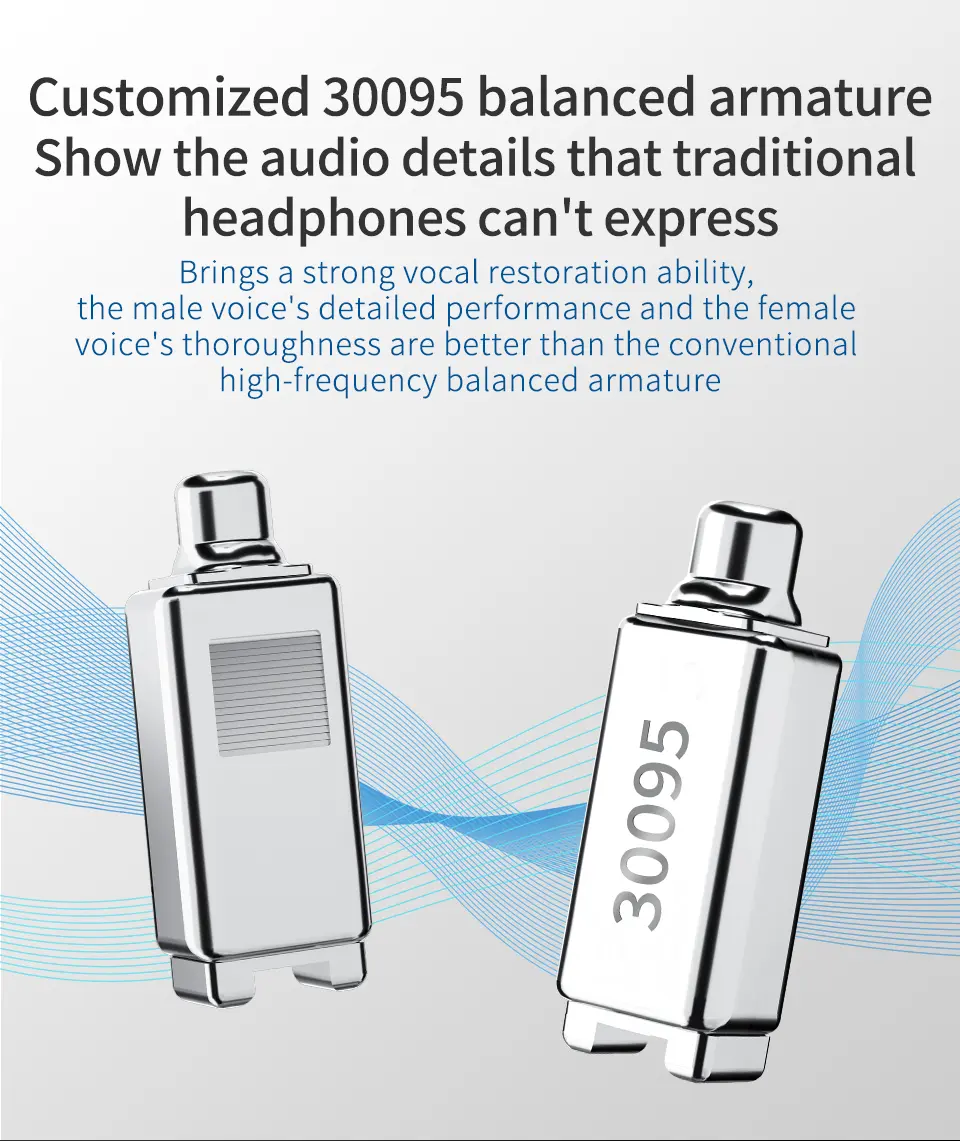 Customized 30095 balanced armature
Show the audio details that traditional
headphones can't express
Brings a strong vocal restoration ability,
the male voice's detailed performance and the female
voice's thoroughness are better than the conventional
high-frequency balanced armature
30095